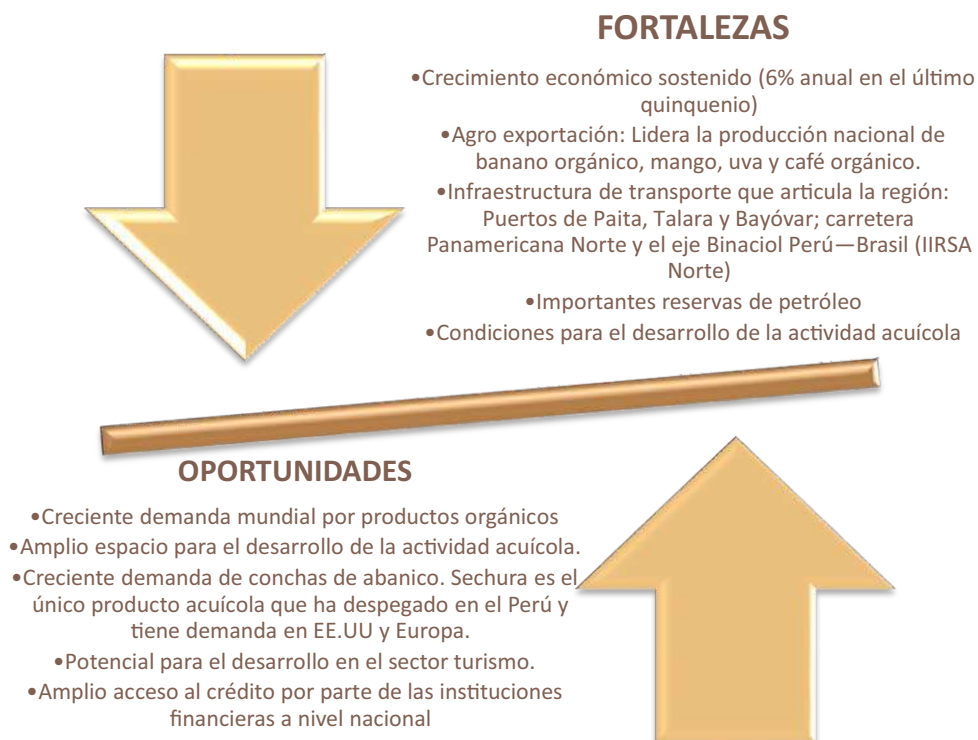 FORTALEZAS
•Crecimiento económico sostenido (6% anual en el último
quinquenio)
•Agro exportación: Lidera la producción nacional de
banano orgánico, mango, uva y café orgánico.
•Infraestructura de transporte que articula la región:
Puertos de Paita, Talara y Bayóvar; carretera
Panamericana Norte y el eje Binaciol Perú—Brasil (IIRSA
Norte)
•Importantes reservas de petróleo
•Condiciones para el desarrollo de la actividad acuícola
OPORTUNIDADES
•Creciente demanda mundial por productos orgánicos
•Amplio espacio para el desarrollo de la actividad acuícola.
•Creciente demanda de conchas de abanico. Sechura es el
único producto acuícola que ha despegado en el Perú y
tiene demanda en EE.UU y Europa.
•Potencial para el desarrollo en el sector turismo.
•Amplio acceso al crédito por parte de las instituciones
financieras a nivel nacional